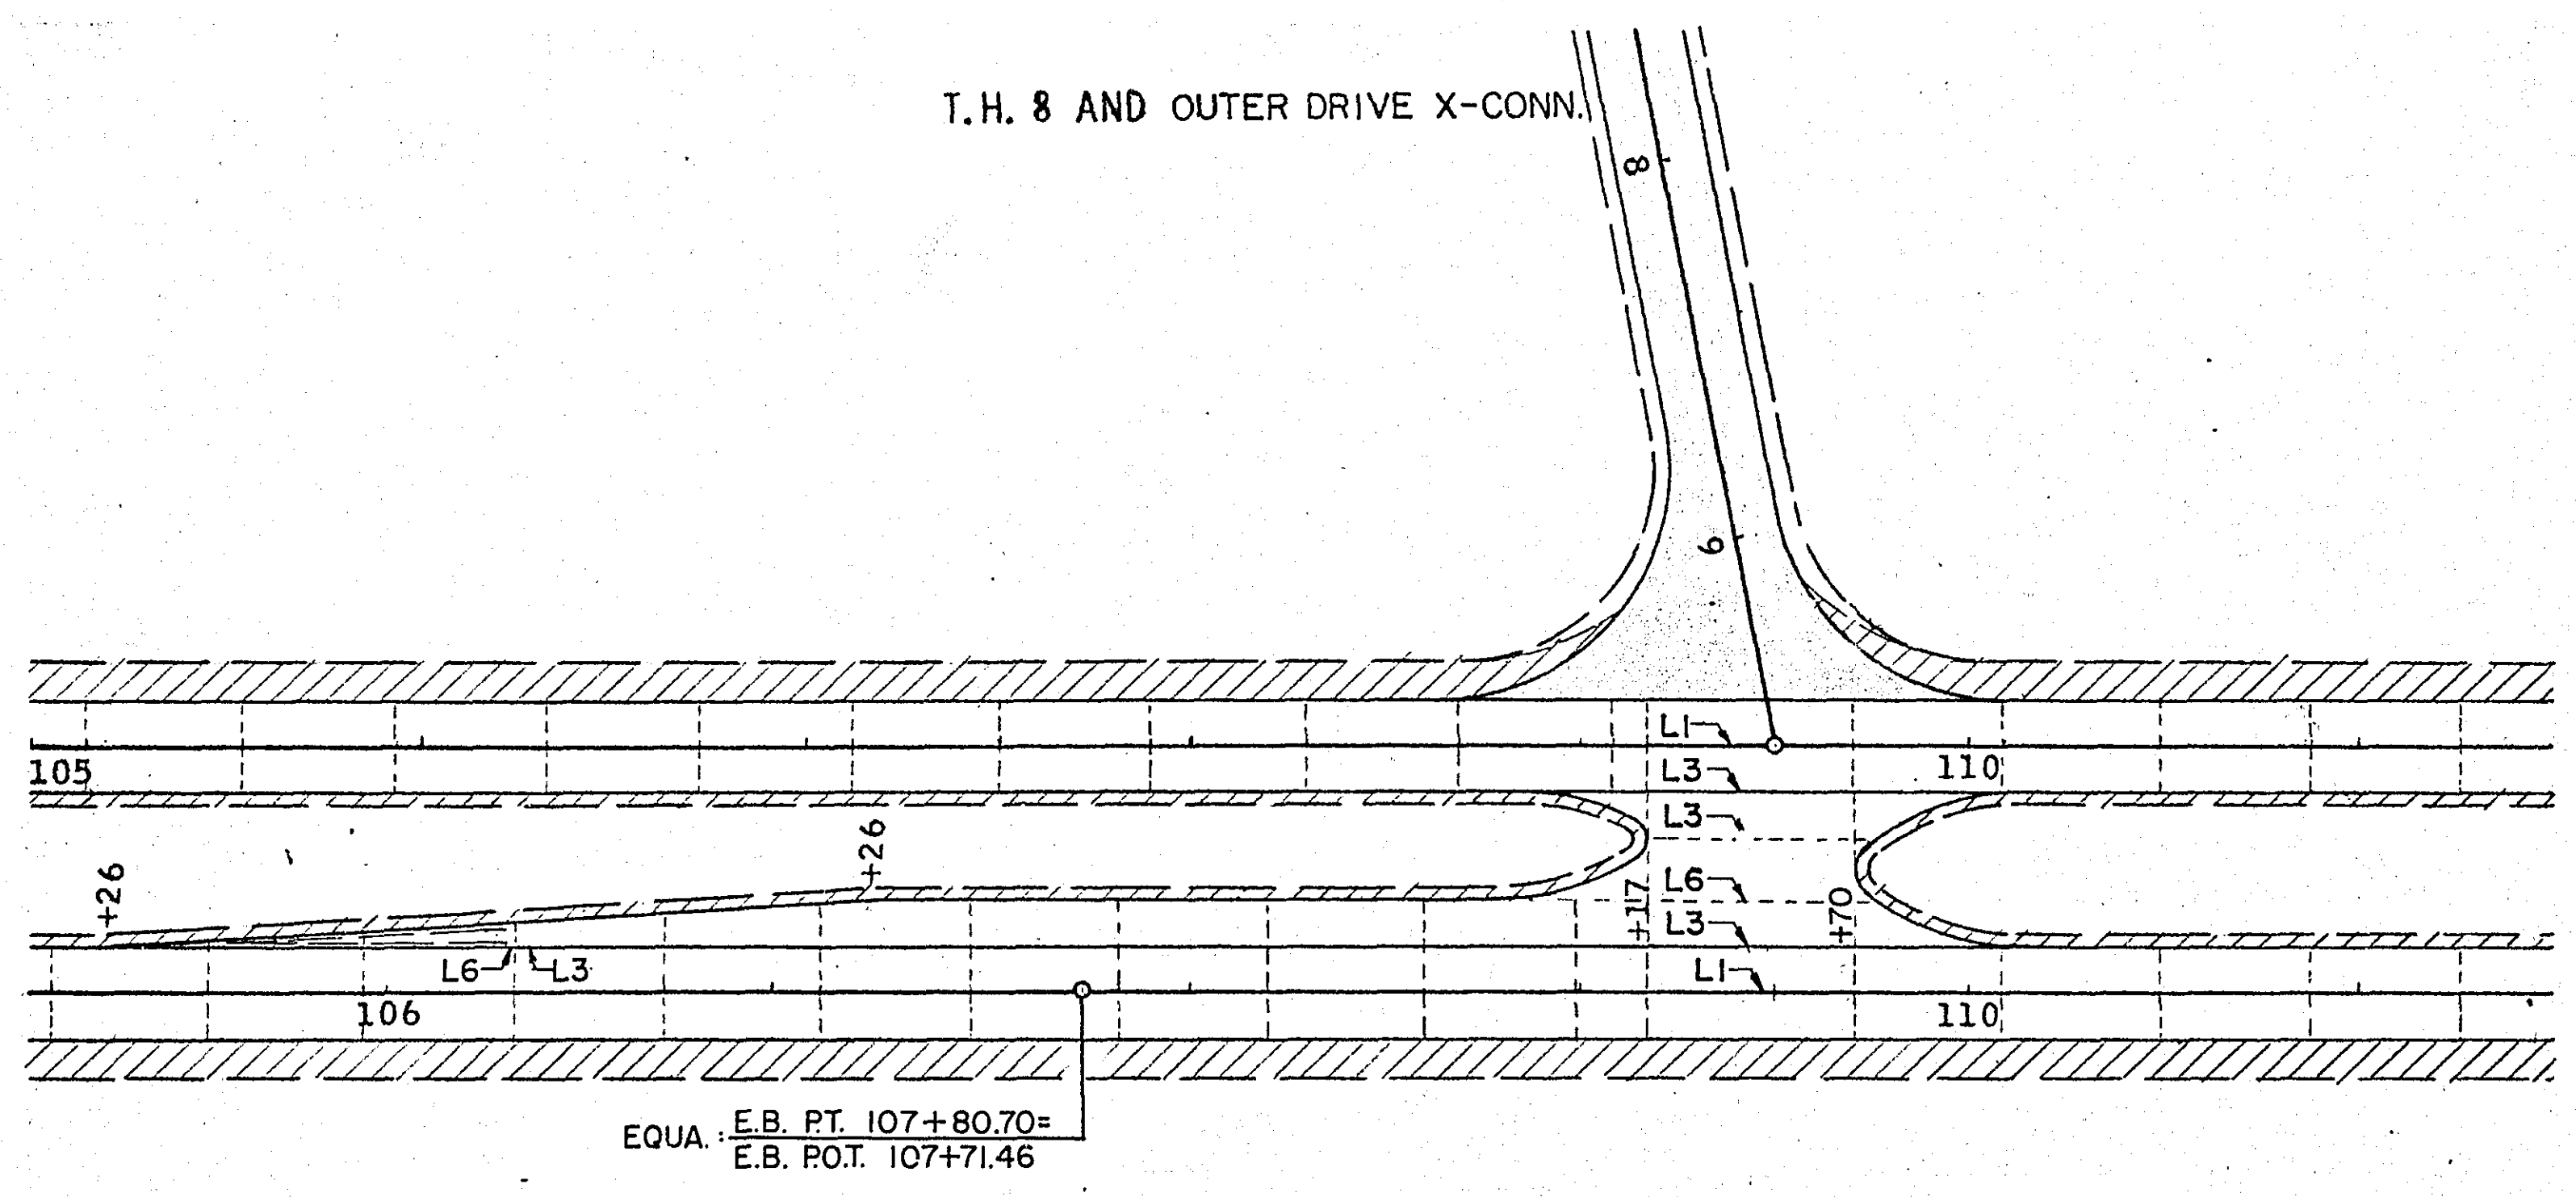 T.H. 8 AND OUTER DRIVE X-CONN.
8
9
L1
105
L3
110
L3
+26
+26
L6
+17
+70
L3
L6
L3
L1
106
110
EQUA.: E.B. P.T. 107+80.70=
E.B. P.O.T. 107+71.46